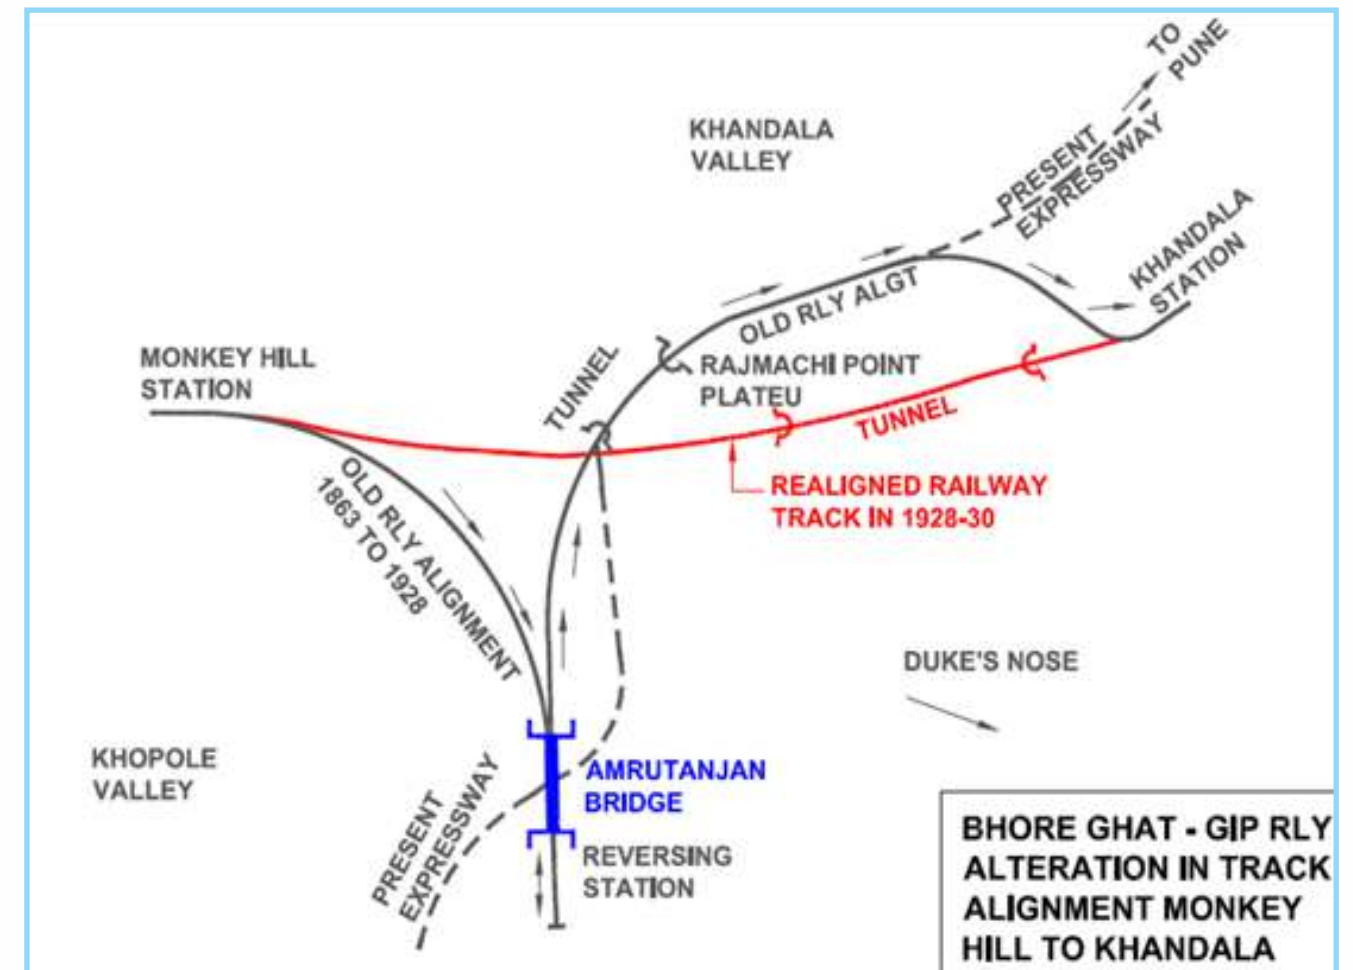 TO
PUNE
KHANDALA
VALLEY
PRESENT
EXPRESSWAY
KHANDALA
STATION
OLD RLY ALGT
MONKEY HILL
STATION
TUNNEL
RAJMACHI POINT
PLATEU
TUNNEL
OLD RLY ALIGNMENT
1863 TO 1928
REALIGNED RAILWAY
TRACK IN 1928-30
DUKE'S NOSE
KHOPOLE
VALLEY
PRESENT
EXPRESSWAY
AMRUTANJAN
BRIDGE
REVERSING
STATION
BHORE GHAT - GIP RLY
ALTERATION IN TRACK
ALIGNMENT MONKEY
HILL TO KHANDALA